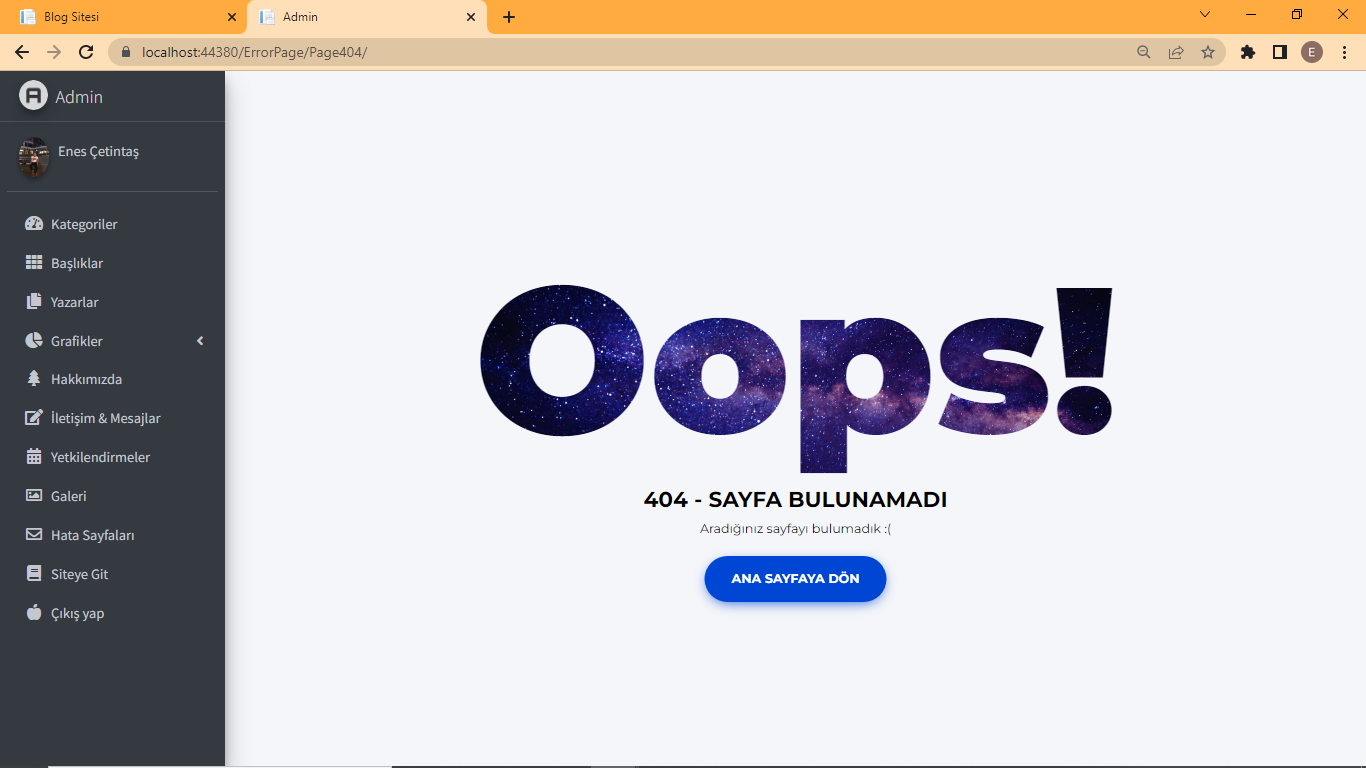 Blog Sitesi
Admin
localhost:44380/ErrorPage/Page404/
E
Admin
Enes Çetintaş
Kategoriler
Başlıklar
Yazarlar
Grafikler
Hakkımızda
İletişim & Mesajlar
Yetkilendirmeler
Galeri
Hata Sayfaları
Siteye Git
Çıkış yap
Oops!
404 - SAYFA BULUNAMADI
Aradığınız sayfayı bulumadık :(
ANA SAYFAYA DÖN